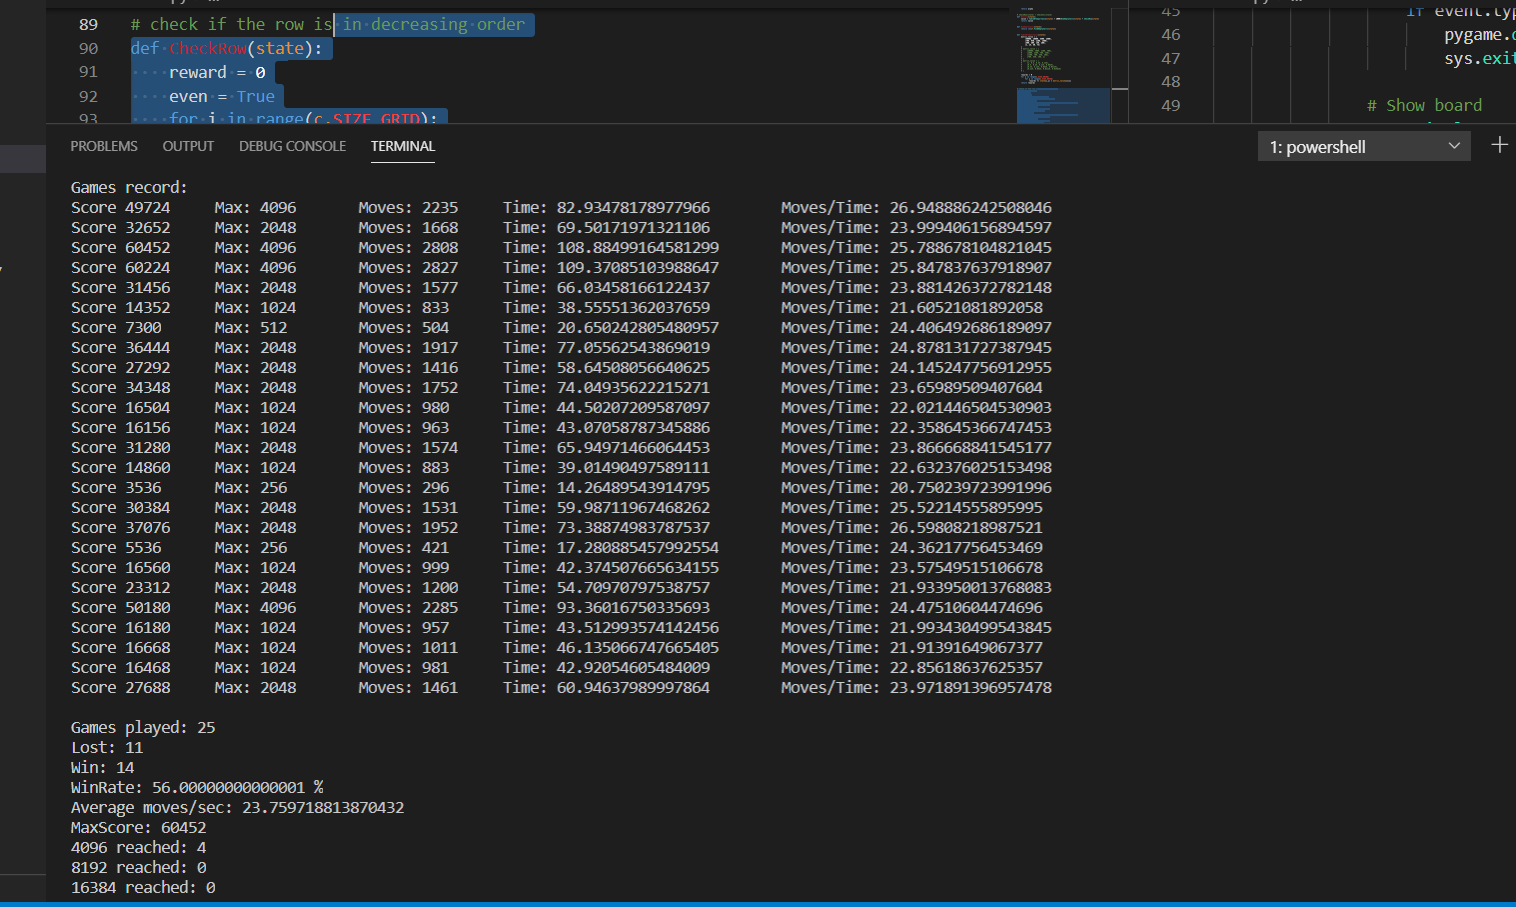 89 # check if the row is in decreasing order
90 def CheckRow(state):
91 reward = 0
92 even = True
93 for i in range(c.SIZE_GRID):
45 if event.typ
46 pygame.
47 sys.exit
48
49 # Show board
PROBLEMS OUTPUT DEBUG CONSOLE TERMINAL 1: powershell
Games record:
Score 49724 Max: 4096 Moves: 2235 Time: 82.93478178977966 Moves/Time: 26.948886242508046
Score 32652 Max: 2048 Moves: 1668 Time: 69.50171971321106 Moves/Time: 23.999406156894597
Score 60452 Max: 4096 Moves: 2808 Time: 108.88499164581299 Moves/Time: 25.788678104821045
Score 60224 Max: 4096 Moves: 2827 Time: 109.37085103988647 Moves/Time: 25.847837637918907
Score 31456 Max: 2048 Moves: 1577 Time: 66.03458166122437 Moves/Time: 23.881426372782148
Score 14352 Max: 1024 Moves: 833 Time: 38.55551362037659 Moves/Time: 21.60521081892058
Score 7300 Max: 512 Moves: 504 Time: 20.650242805480957 Moves/Time: 24.406492686189097
Score 36444 Max: 2048 Moves: 1917 Time: 77.05562543869019 Moves/Time: 24.878131727387945
Score 27292 Max: 2048 Moves: 1416 Time: 58.64508056640625 Moves/Time: 24.145247756912955
Score 34348 Max: 2048 Moves: 1752 Time: 74.04935622215271 Moves/Time: 23.65989509407604
Score 16504 Max: 1024 Moves: 980 Time: 44.50207209587097 Moves/Time: 22.021446504530903
Score 16156 Max: 1024 Moves: 963 Time: 43.07058787345886 Moves/Time: 22.358645366747453
Score 31280 Max: 2048 Moves: 1574 Time: 65.94971466064453 Moves/Time: 23.866668841545177
Score 14860 Max: 1024 Moves: 883 Time: 39.01490497589111 Moves/Time: 22.632376025153498
Score 3536 Max: 256 Moves: 296 Time: 14.26489543914795 Moves/Time: 20.750239723991996
Score 30384 Max: 2048 Moves: 1531 Time: 59.98711967468262 Moves/Time: 25.52214555895995
Score 37076 Max: 2048 Moves: 1952 Time: 73.38874983787537 Moves/Time: 26.59808218987521
Score 5536 Max: 256 Moves: 421 Time: 17.280885457992554 Moves/Time: 24.36217756453469
Score 16560 Max: 1024 Moves: 999 Time: 42.374507665634155 Moves/Time: 23.57549515106678
Score 23312 Max: 2048 Moves: 1200 Time: 54.70970797538757 Moves/Time: 21.933950013768083
Score 50180 Max: 4096 Moves: 2285 Time: 93.36016750335693 Moves/Time: 24.47510604474696
Score 16180 Max: 1024 Moves: 957 Time: 43.512993574142456 Moves/Time: 21.993430499543845
Score 16668 Max: 1024 Moves: 1011 Time: 46.135066747665405 Moves/Time: 21.91391649067377
Score 16468 Max: 1024 Moves: 981 Time: 42.92054605484009 Moves/Time: 22.85618637625357
Score 27688 Max: 2048 Moves: 1461 Time: 60.94637989997864 Moves/Time: 23.971891396957478
Games played: 25
Lost: 11
Win: 14
WinRate: 56.00000000000001 %
Average moves/sec: 23.759718813870432
MaxScore: 60452
4096 reached: 4
8192 reached: 0
16384 reached: 0